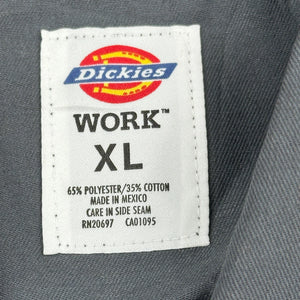 Dickies
WORK™
XL
65% POLYESTER/35% COTTON
MADE IN MEXICO
CARE IN SIDE SEAM
RN20697 CA01095